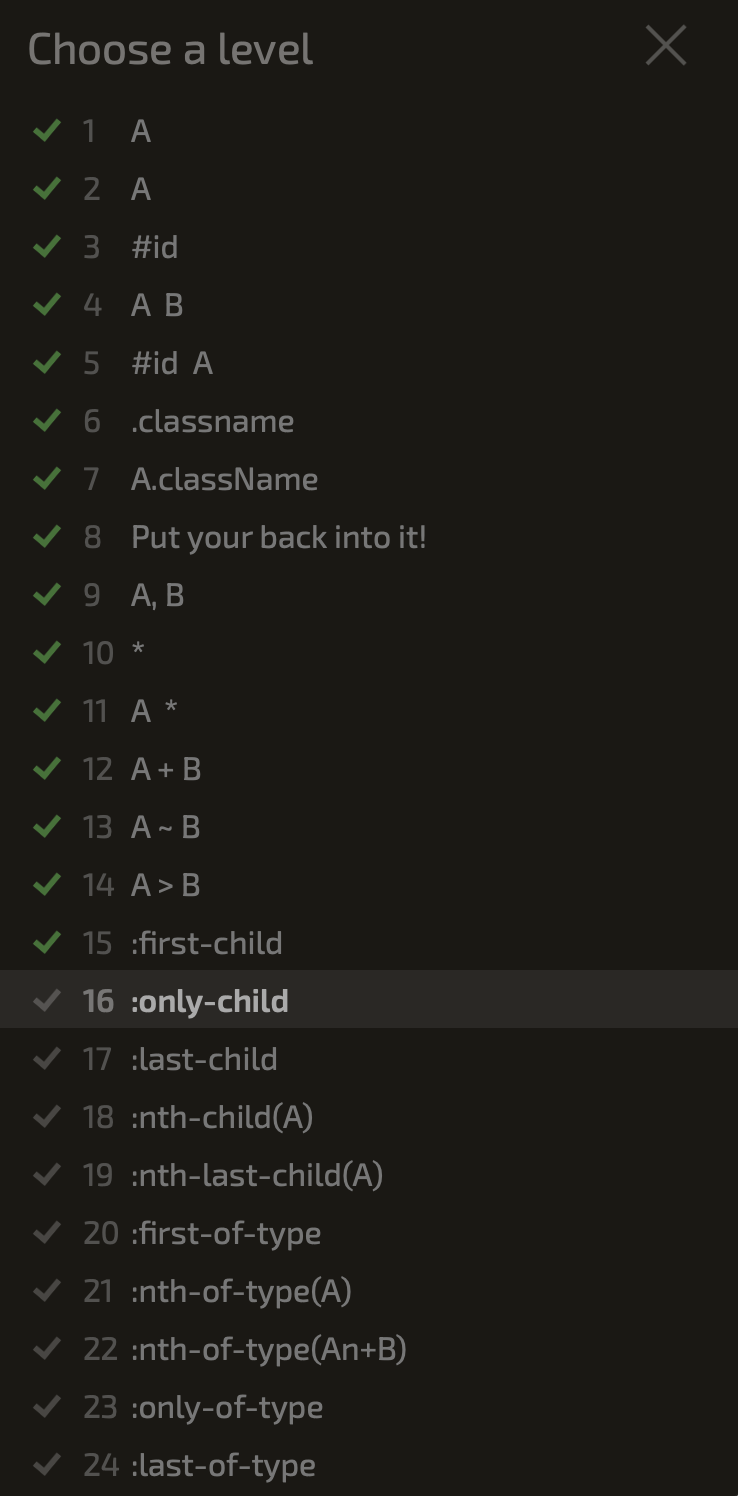 Choose a level
1 A
2 A
3 #id
4 A B
5 #id A
6 .classname
7 A.className
8 Put your back into it!
9 A, B
10 *
11 A *
12 A + B
13 A ~ B
14 A > B
15 :first-child
16 :only-child
17 :last-child
18 :nth-child(A)
19 :nth-last-child(A)
20 :first-of-type
21 :nth-of-type(A)
22 :nth-of-type(An+B)
23 :only-of-type
24 :last-of-type